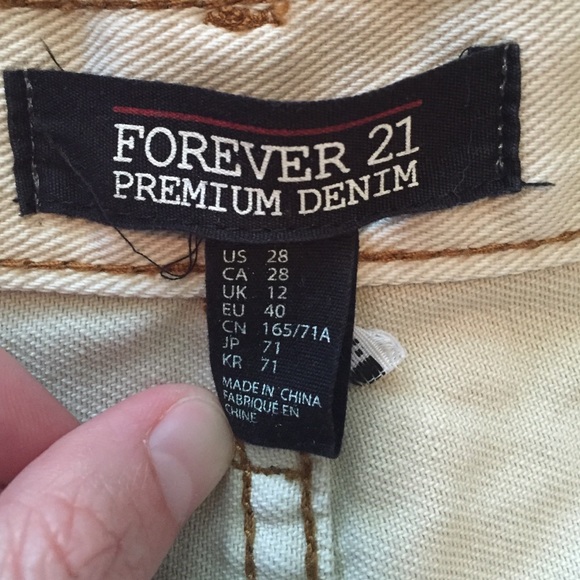 FOREVER 21
PREMIUM DENIM
US 28
CA 28
UK 12
EU 40
CN 165/71A
JP 71
KR 71
MADE IN CHINA
FABRIQUÉ EN
CHINE